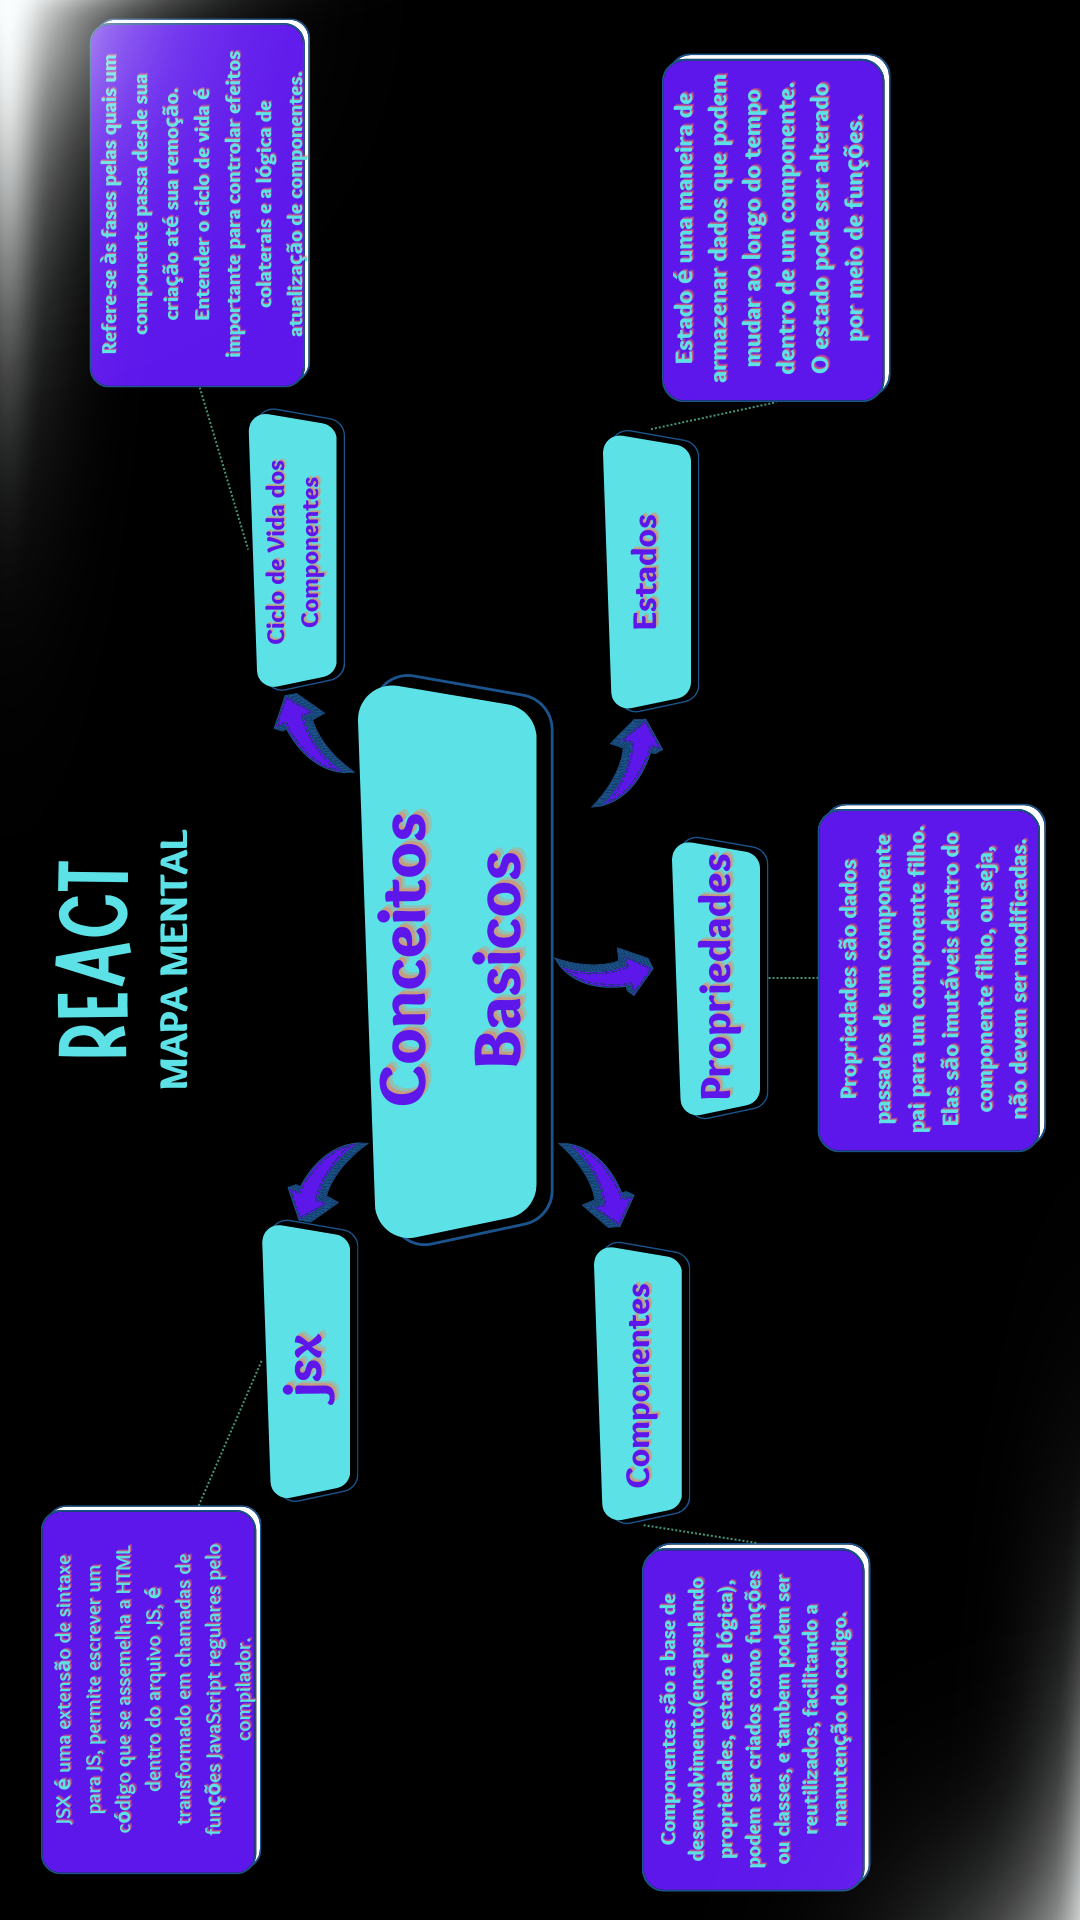 REACT
MAPA MENTAL
JSX é uma extensão de sintaxe
para JS, permite escrever um
código que se assemelha a HTML
dentro do arquivo .JS, é
transformado em chamadas de
funções JavaScript regulares pelo
compilador.
jsx
Refere-se às fases pelas quais um
componente passa desde sua
criação até sua remoção.
Entender o ciclo de vida é
importante para controlar efeitos
colaterais e a lógica de
atualização de componentes.
Ciclo de Vida dos
Componentes
Conceitos
Basicos
Componentes
Componentes são a base de
desenvolvimento(encapsulando
propriedades, estado e lógica),
podem ser criados como funções
ou classes, e tambem podem ser
reutilizados, facilitando a
manutenção do codigo.
Propriedades
Propriedades são dados
passados de um componente
pai para um componente filho.
Elas são imutáveis dentro do
componente filho, ou seja,
não devem ser modificadas.
Estados
Estado é uma maneira de
armazenar dados que podem
mudar ao longo do tempo
dentro de um componente.
O estado pode ser alterado
por meio de funções.